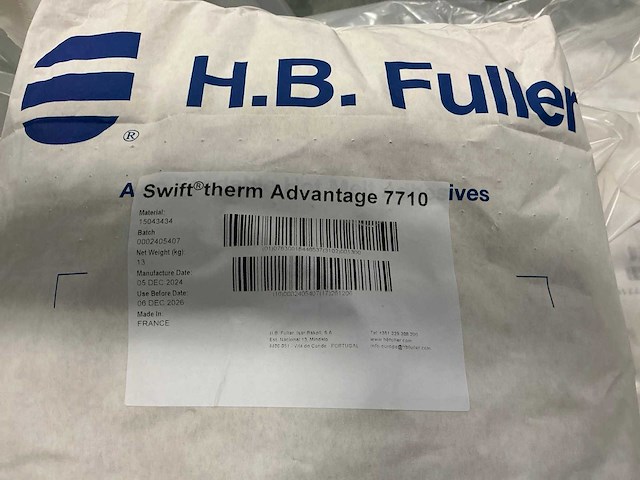 H.B. Fuller
®
A ives
Swift®therm Advantage 7710
Material:
15043434
Batch
0002405407
Net Weight (kg):
13
Manufacture Date:
05 DEC 2024
Use Before Date:
06 DEC 2026
Made In
FRANCE
PORTUGAL